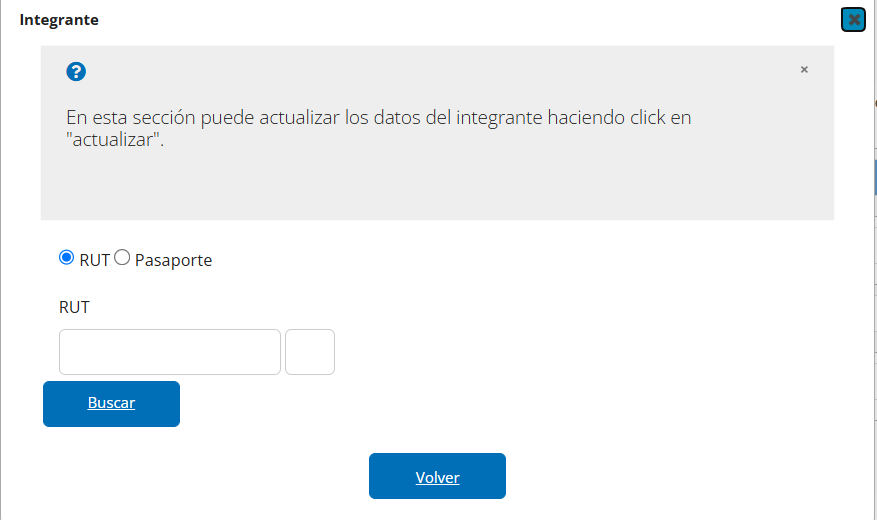 Integrante
?
×
En esta sección puede actualizar los datos del integrante haciendo click en
"actualizar".
RUT Pasaporte
RUT
Buscar
Volver